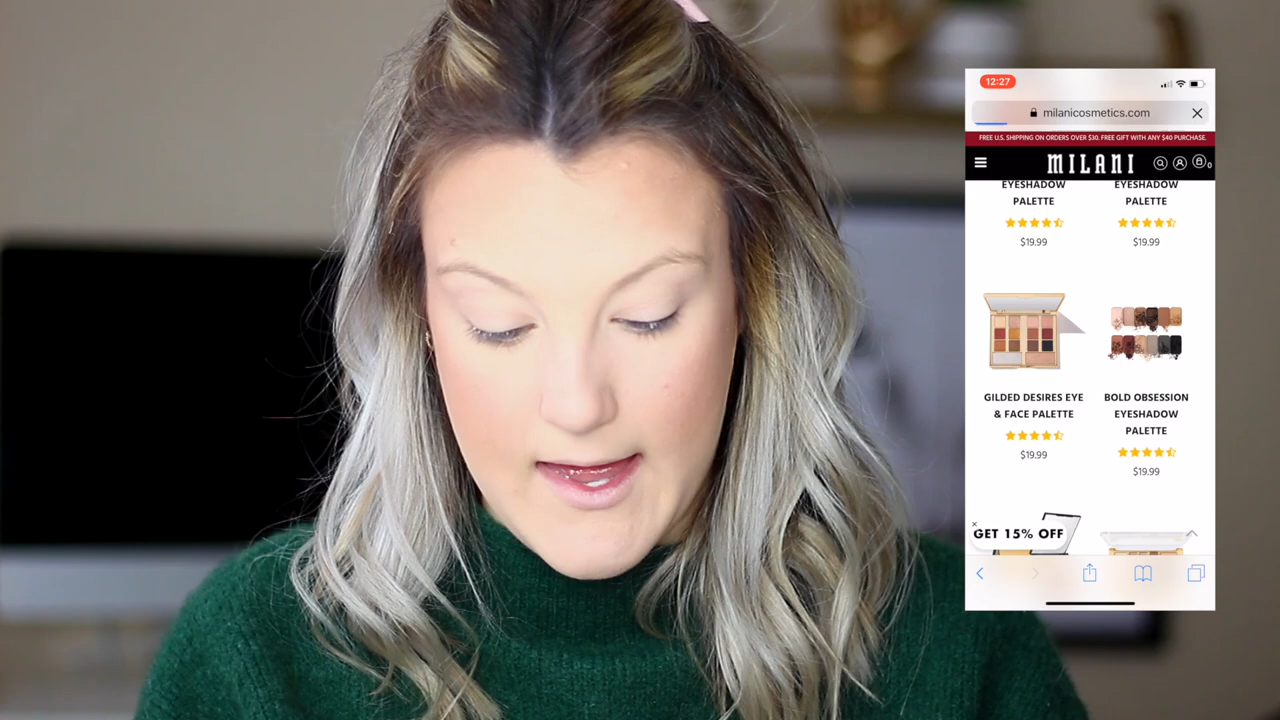 12:27
milanicosmetics.com
FREE U.S. SHIPPING ON ORDERS OVER $30. FREE GIFT WITH ANY $40 PURCHASE.
MILANI
0
EYESHADOW
PALETTE
$19.99
EYESHADOW
PALETTE
$19.99
GILDED DESIRES EYE
& FACE PALETTE
$19.99
BOLD OBSESSION
EYESHADOW
PALETTE
$19.99
GET 15% OFF